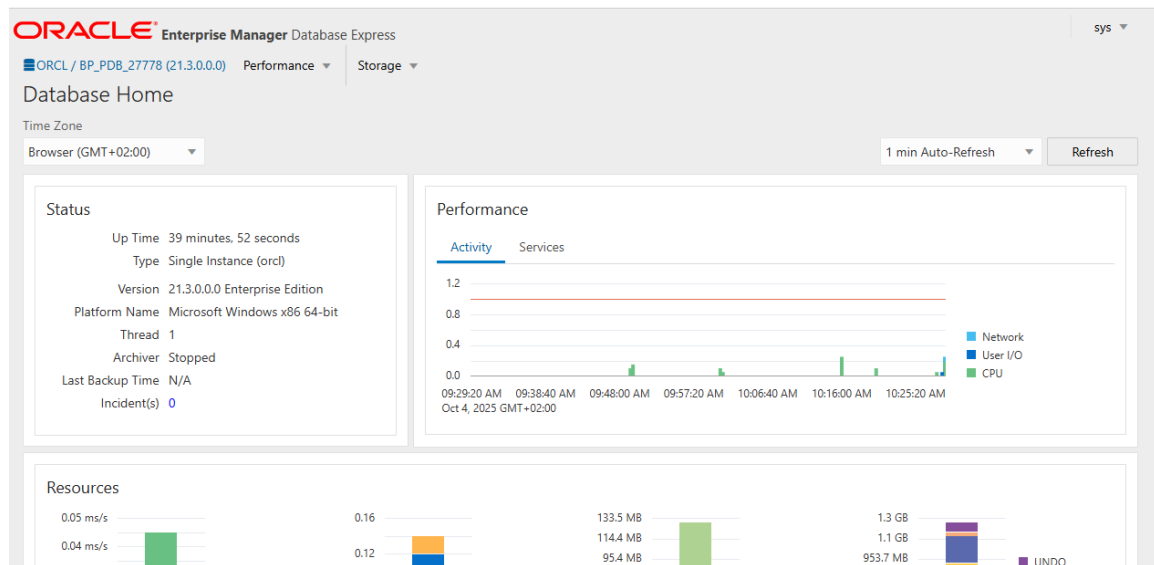 ORACLE Enterprise Manager Database Express
sys
ORCL / BP_PDB_27778 (21.3.0.0.0) Performance Storage
Database Home
Time Zone
Browser (GMT+02:00) 1 min Auto-Refresh Refresh
Status
Up Time 39 minutes, 52 seconds
Type Single Instance (orcl)
Version 21.3.0.0.0 Enterprise Edition
Platform Name Microsoft Windows x86 64-bit
Thread 1
Archiver Stopped
Last Backup Time N/A
Incident(s) 0
Performance
Activity Services
1.2
0.8
0.4
0.0
09:29:20 AM 09:38:40 AM 09:48:00 AM 09:57:20 AM 10:06:40 AM 10:16:00 AM 10:25:20 AM
Oct 4, 2025 GMT+02:00
Network
User I/O
CPU
Resources
0.05 ms/s 0.16 133.5 MB 1.3 GB
114.4 MB 1.1 GB
0.04 ms/s 0.12 95.4 MB 953.7 MB
UNDO